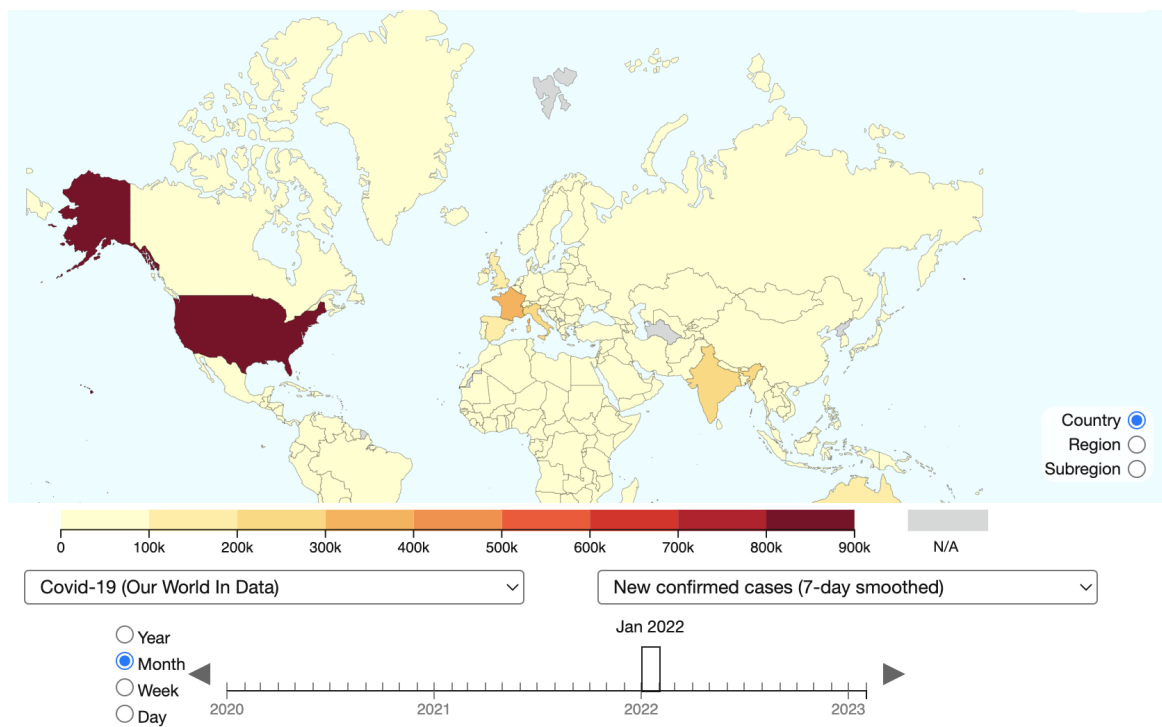 Country
Region
Subregion
0 100k 200k 300k 400k 500k 600k 700k 800k 900k N/A
Covid-19 (Our World In Data) New confirmed cases (7-day smoothed)
Jan 2022
Year
Month
Week
Day
2020 2021 2022 2023